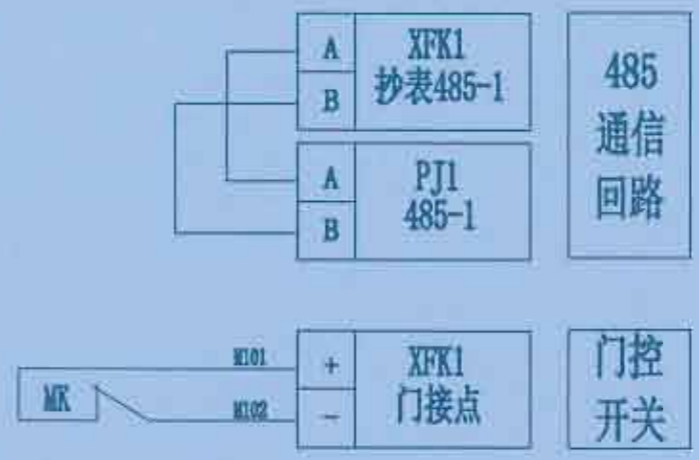 A
XFK1
抄表485-1
B
485
通信
回路
A
PJ1
485-1
B
M101
+
XFK1
门接点
门控
开关
MK
M102
-